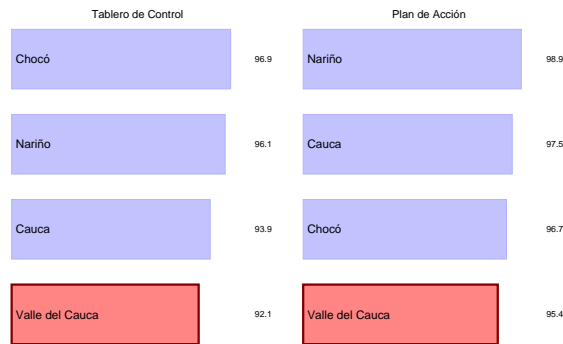 Tablero de Control
Chocó 96.9
Nariño 96.1
Cauca 93.9
Valle del Cauca 92.1
Plan de Acción
Nariño 98.9
Cauca 97.5
Chocó 96.7
Valle del Cauca 95.4